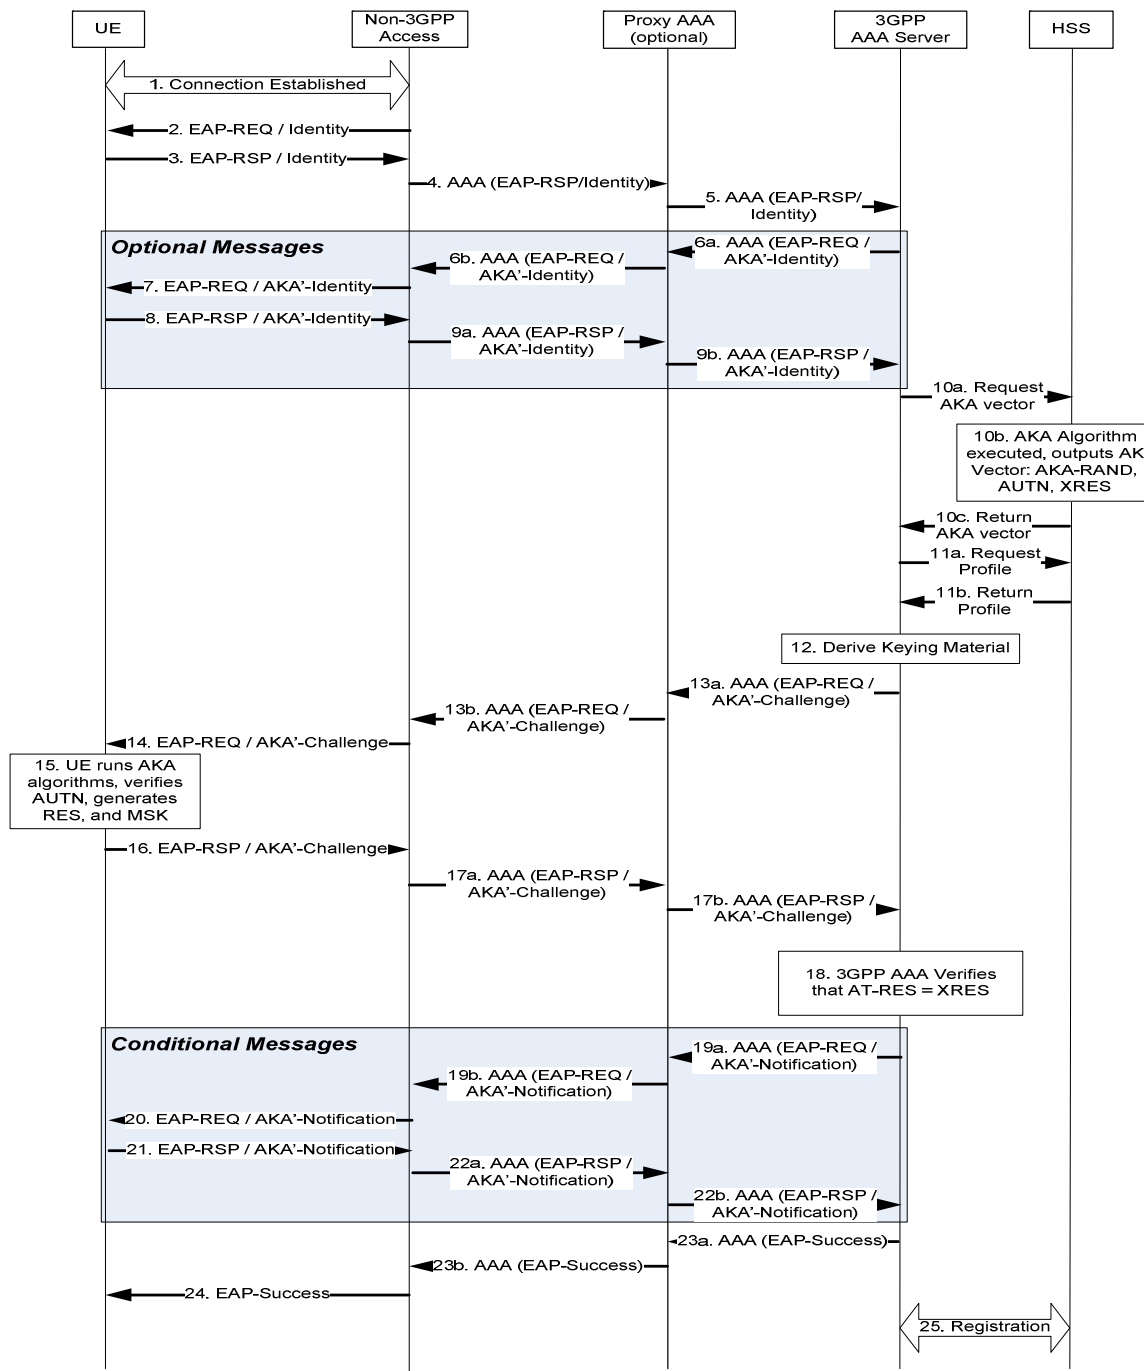 UE
Non-3GPP
Access
Proxy AAA
(optional)
3GPP
AAA Server
HSS
1. Connection Established
2. EAP-REQ / Identity
3. EAP-RSP / Identity
4. AAA (EAP-RSP/Identity)
5. AAA (EAP-RSP/
Identity)
Optional Messages
6a. AAA (EAP-REQ /
AKA'-Identity)
6b. AAA (EAP-REQ /
AKA'-Identity)
7. EAP-REQ / AKA'-Identity
8. EAP-RSP / AKA'-Identity
9a. AAA (EAP-RSP /
AKA'-Identity)
9b. AAA (EAP-RSP /
AKA'-Identity)
10a. Request
AKA vector
10b. AKA Algorithm
executed, outputs AK
Vector: AKA-RAND,
AUTN, XRES
10c. Return
AKA vector
11a. Request
Profile
11b. Return
Profile
12. Derive Keying Material
13a. AAA (EAP-REQ /
AKA'-Challenge)
13b. AAA (EAP-REQ /
AKA'-Challenge)
14. EAP-REQ / AKA'-Challenge
15. UE runs AKA
algorithms, verifies
AUTN, generates
RES, and MSK
16. EAP-RSP / AKA'-Challenge
17a. AAA (EAP-RSP /
AKA'-Challenge)
17b. AAA (EAP-RSP /
AKA'-Challenge)
18. 3GPP AAA Verifies
that AT-RES = XRES
Conditional Messages
19a. AAA (EAP-REQ /
AKA'-Notification)
19b. AAA (EAP-REQ /
AKA'-Notification)
20. EAP-REQ / AKA'-Notification
21. EAP-RSP / AKA'-Notification
22a. AAA (EAP-RSP /
AKA'-Notification)
22b. AAA (EAP-RSP /
AKA'-Notification)
23a. AAA (EAP-Success)
23b. AAA (EAP-Success)
24. EAP-Success
25. Registration